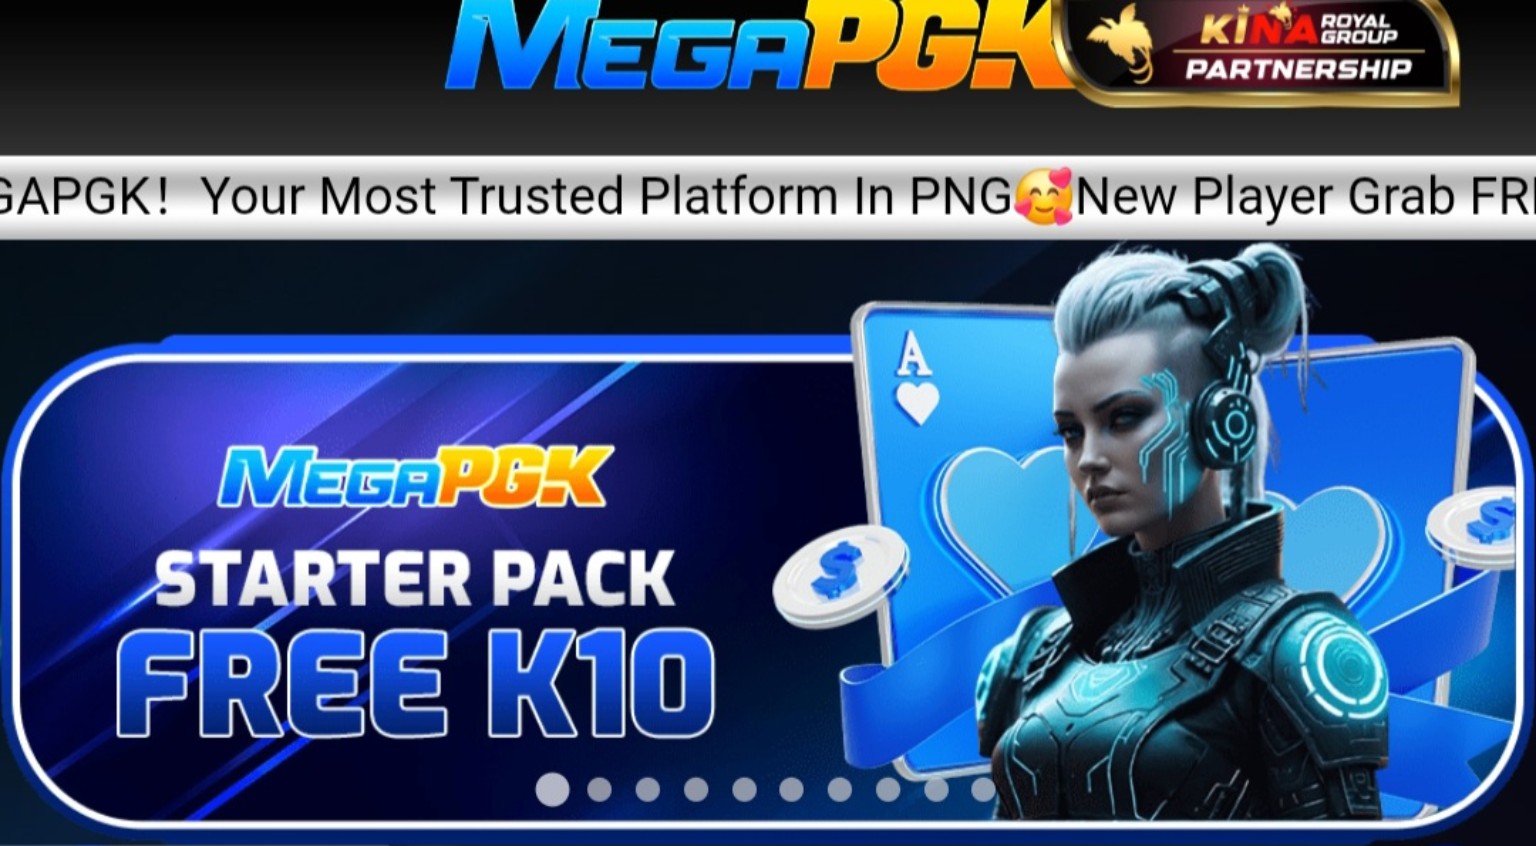 MEGAPGK
KINA ROYAL GROUP
PARTNERSHIP
GAPGK! Your Most Trusted Platform In PNG🥰New Player Grab FR
A
MEGAPGK
STARTER PACK
FREE K10
$
$